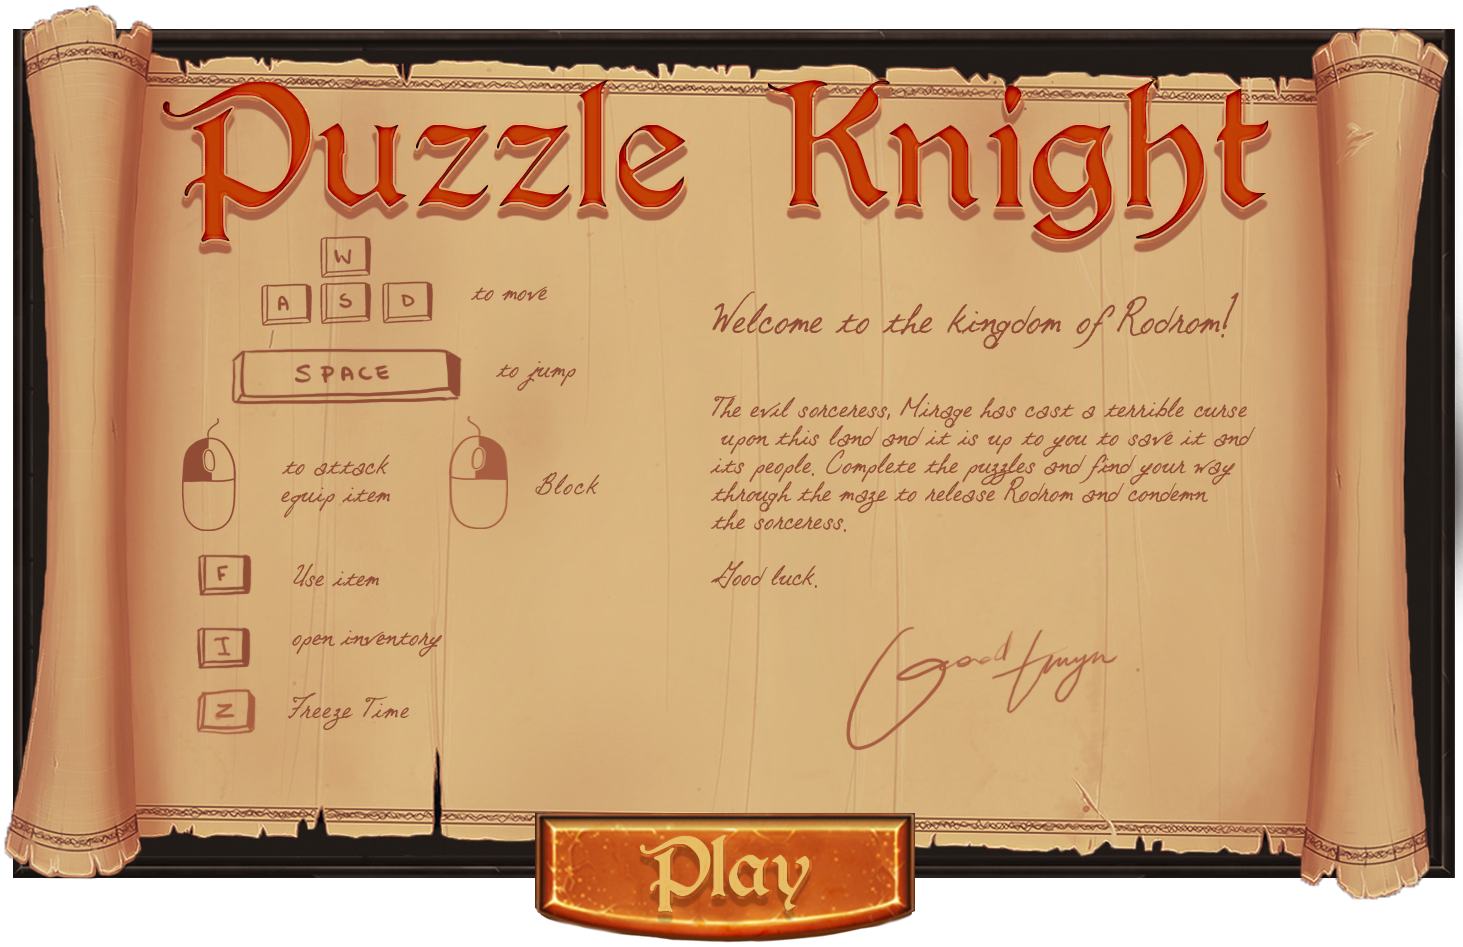 Puzzle Knight
W
A S D to move
SPACE to jump
to attack
equip item
Block
F Use item
I open inventory
Z Freeze Time
Welcome to the kingdom of Rodrom!
The evil sorceress, Mirage has cast a terrible curse
upon this land and it is up to you to save it and
its people. Complete the puzzles and find your way
through the maze to release Rodrom and condemn
the sorceress.
Good luck.
Play